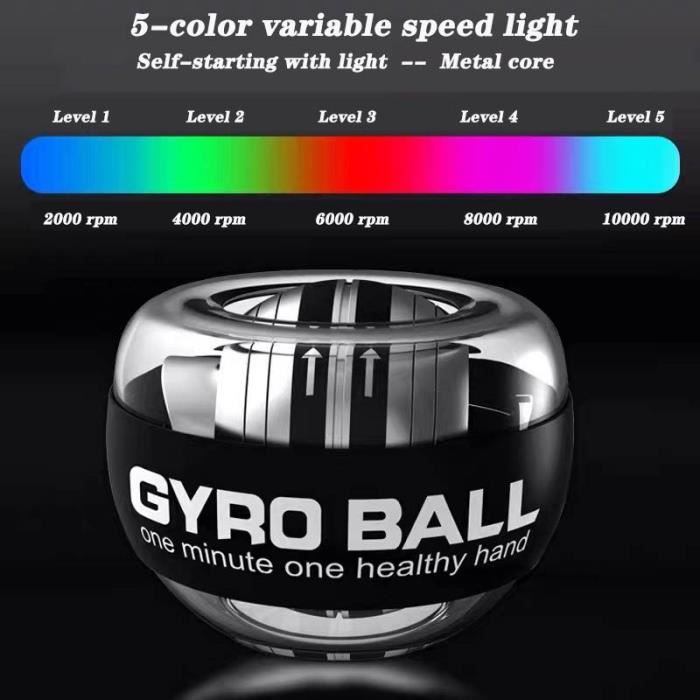 5-color variable speed light
Self-starting with light -- Metal core
Level 1 Level 2 Level 3 Level 4 Level 5
2000 rpm 4000 rpm 6000 rpm 8000 rpm 10000 rpm
GYRO BALL
one minute one healthy hand